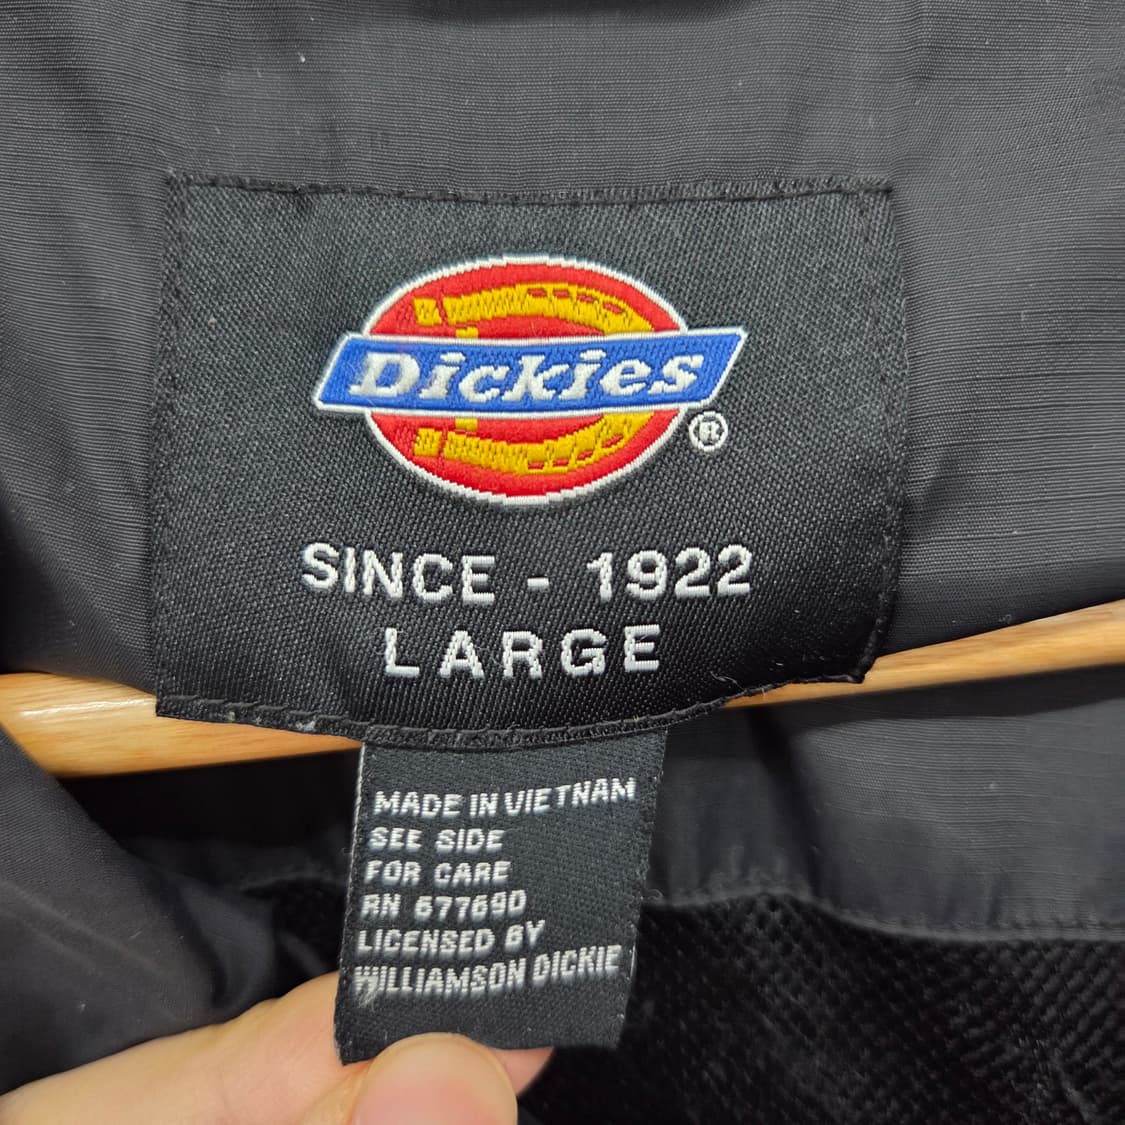 Dickies®
SINCE - 1922
LARGE
MADE IN VIETNAM
SEE SIDE
FOR CARE
RN 67769D
LICENSED BY
WILLIAMSON DICKIE